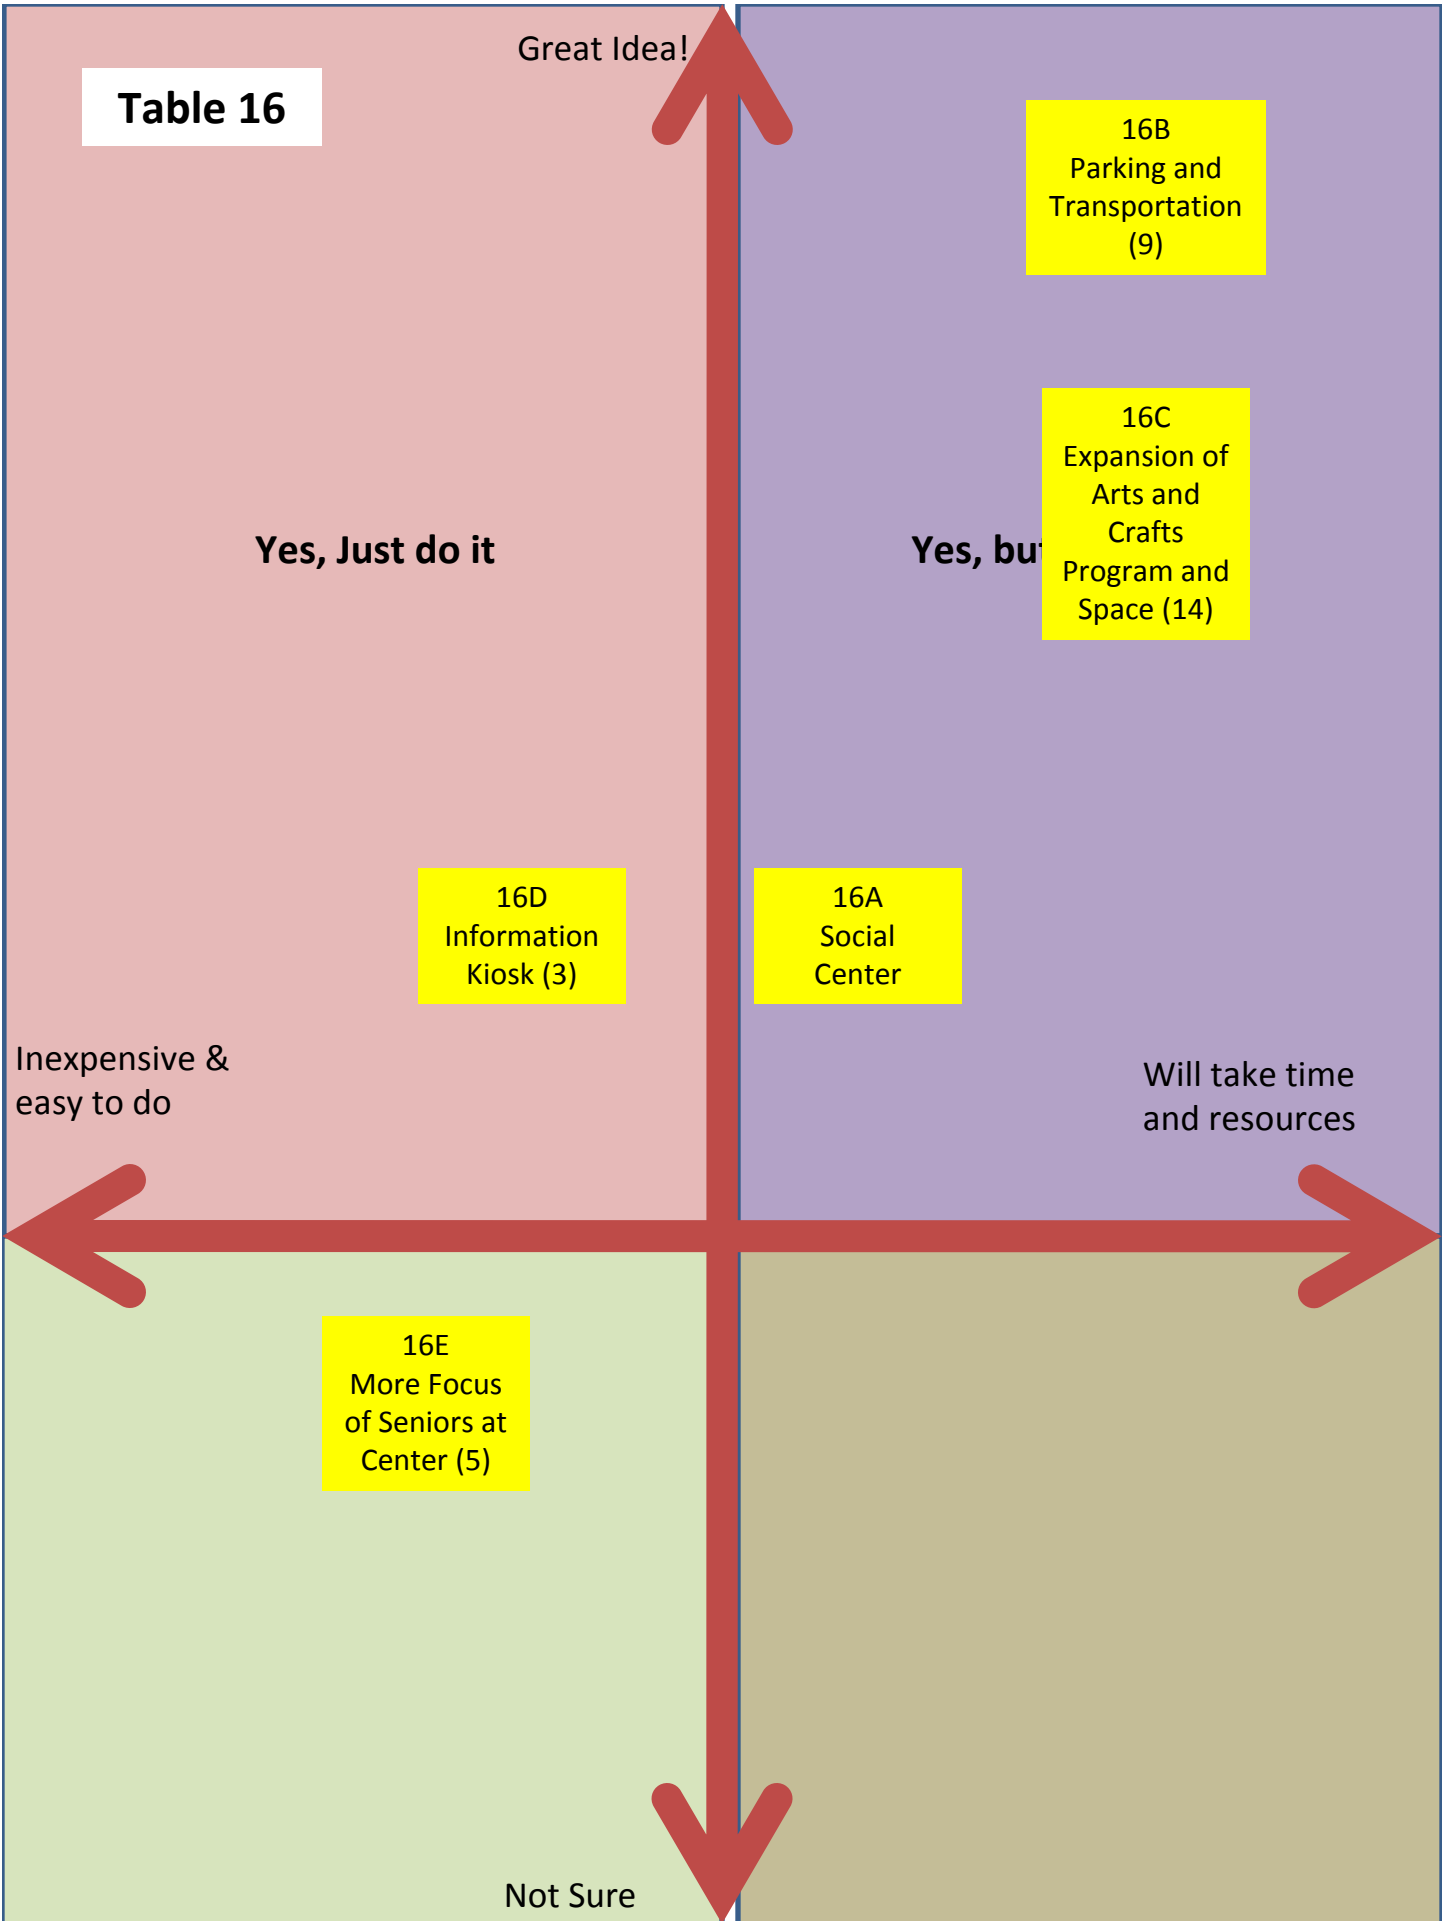 Great Idea!
Table 16
16B
Parking and
Transportation
(9)
16C
Expansion of
Arts and
Crafts
Program and
Space (14)
Yes, Just do it
Yes,
16D
Information
Kiosk (3)
16A
Social
Center
Inexpensive &
easy to do
Will take time
and resources
16E
More Focus
of Seniors at
Center (5)
Not Sure